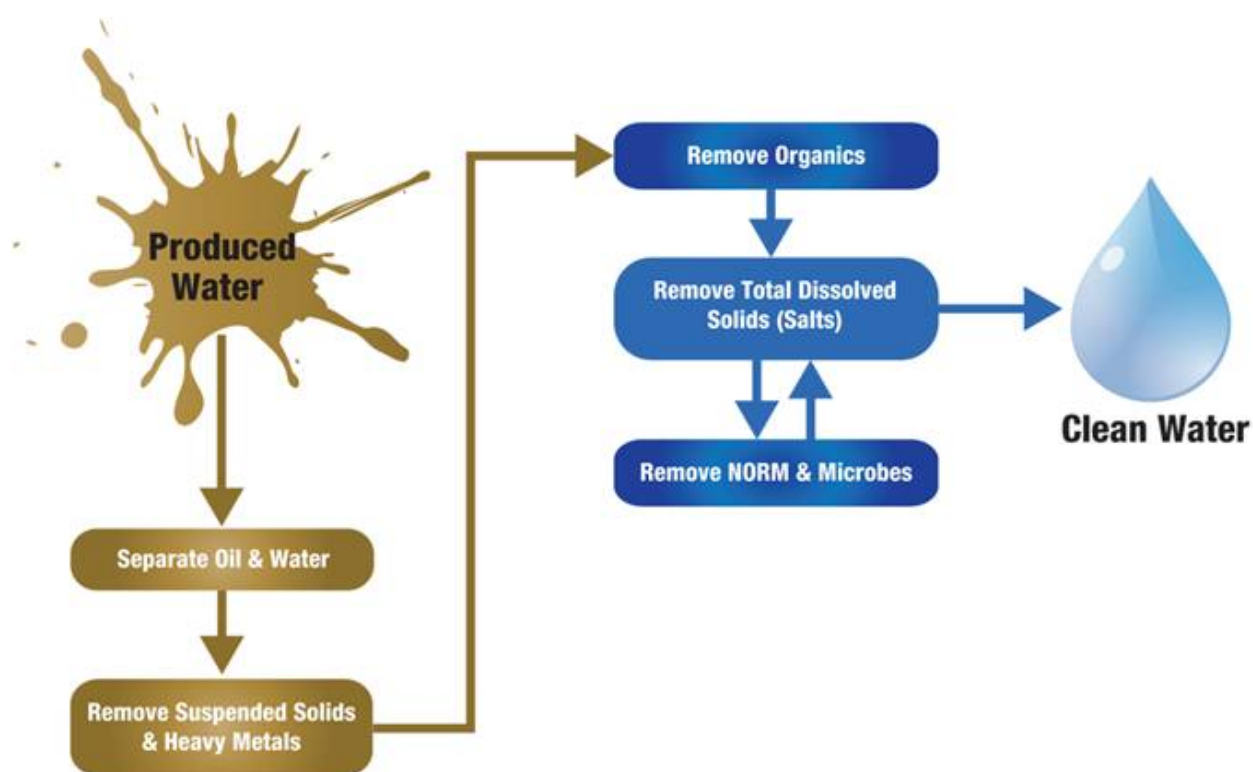 Produced
Water
Separate Oil & Water
Remove Suspended Solids
& Heavy Metals
Remove Organics
Remove Total Dissolved
Solids (Salts)
Remove NORM & Microbes
Clean Water